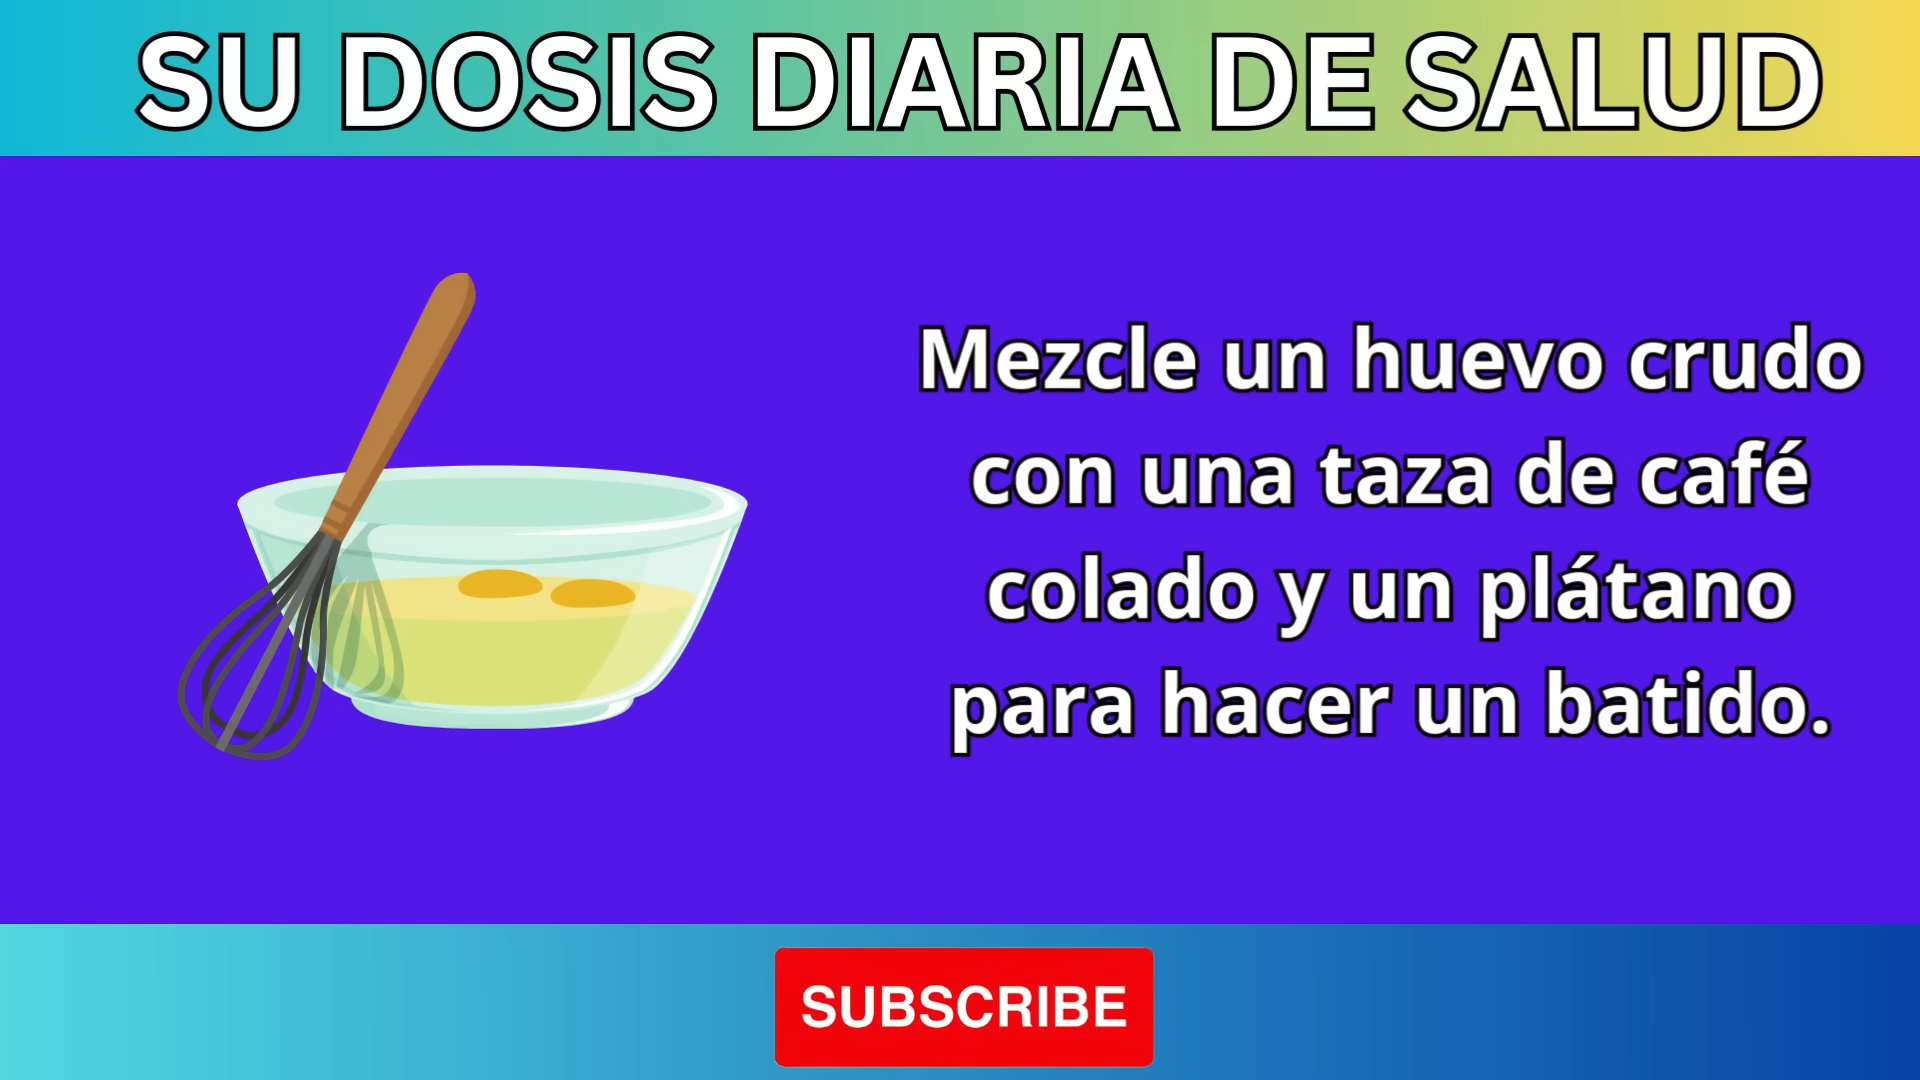 SU DOSIS DIARIA DE SALUD
Mezcle un huevo crudo
con una taza de café
colado y un plátano
para hacer un batido.
SUBSCRIBE